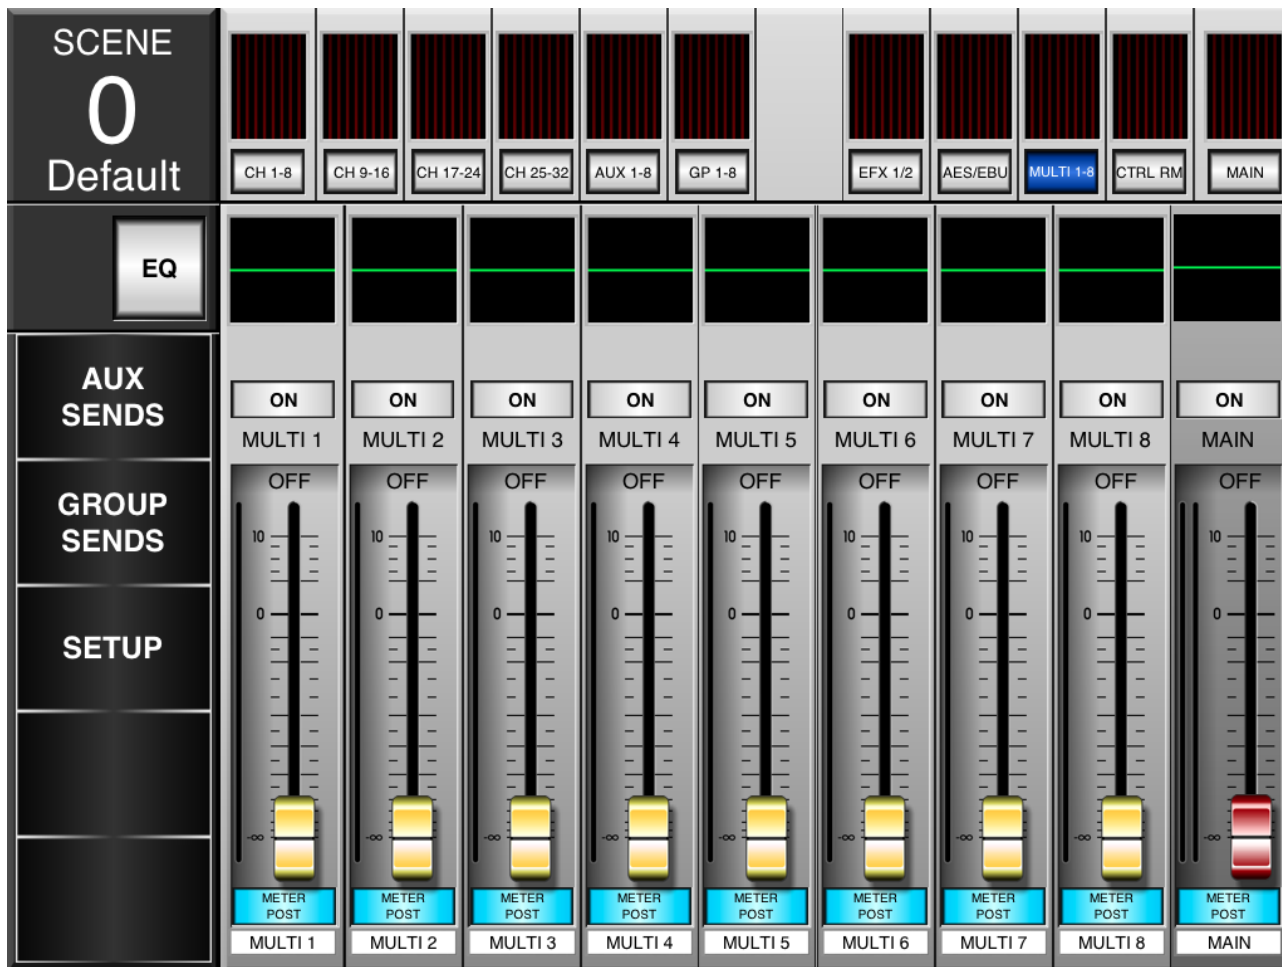 SCENE
0
Default
CH 1-8
CH 9-16
CH 17-24
CH 25-32
AUX 1-8
GP 1-8
EFX 1/2
AES/EBU
MULTI 1-8
CTRL RM
MAIN
EQ
AUX
SENDS
GROUP
SENDS
SETUP
ON
ON
ON
ON
ON
ON
ON
ON
ON
MULTI 1
MULTI 2
MULTI 3
MULTI 4
MULTI 5
MULTI 6
MULTI 7
MULTI 8
MAIN
OFF
OFF
OFF
OFF
OFF
OFF
OFF
OFF
OFF
10
10
10
10
10
10
10
10
10
0
0
0
0
0
0
0
0
0
-∞
-∞
-∞
-∞
-∞
-∞
-∞
-∞
-∞
METER
POST
METER
POST
METER
POST
METER
POST
METER
POST
METER
POST
METER
POST
METER
POST
METER
POST
MULTI 1
MULTI 2
MULTI 3
MULTI 4
MULTI 5
MULTI 6
MULTI 7
MULTI 8
MAIN